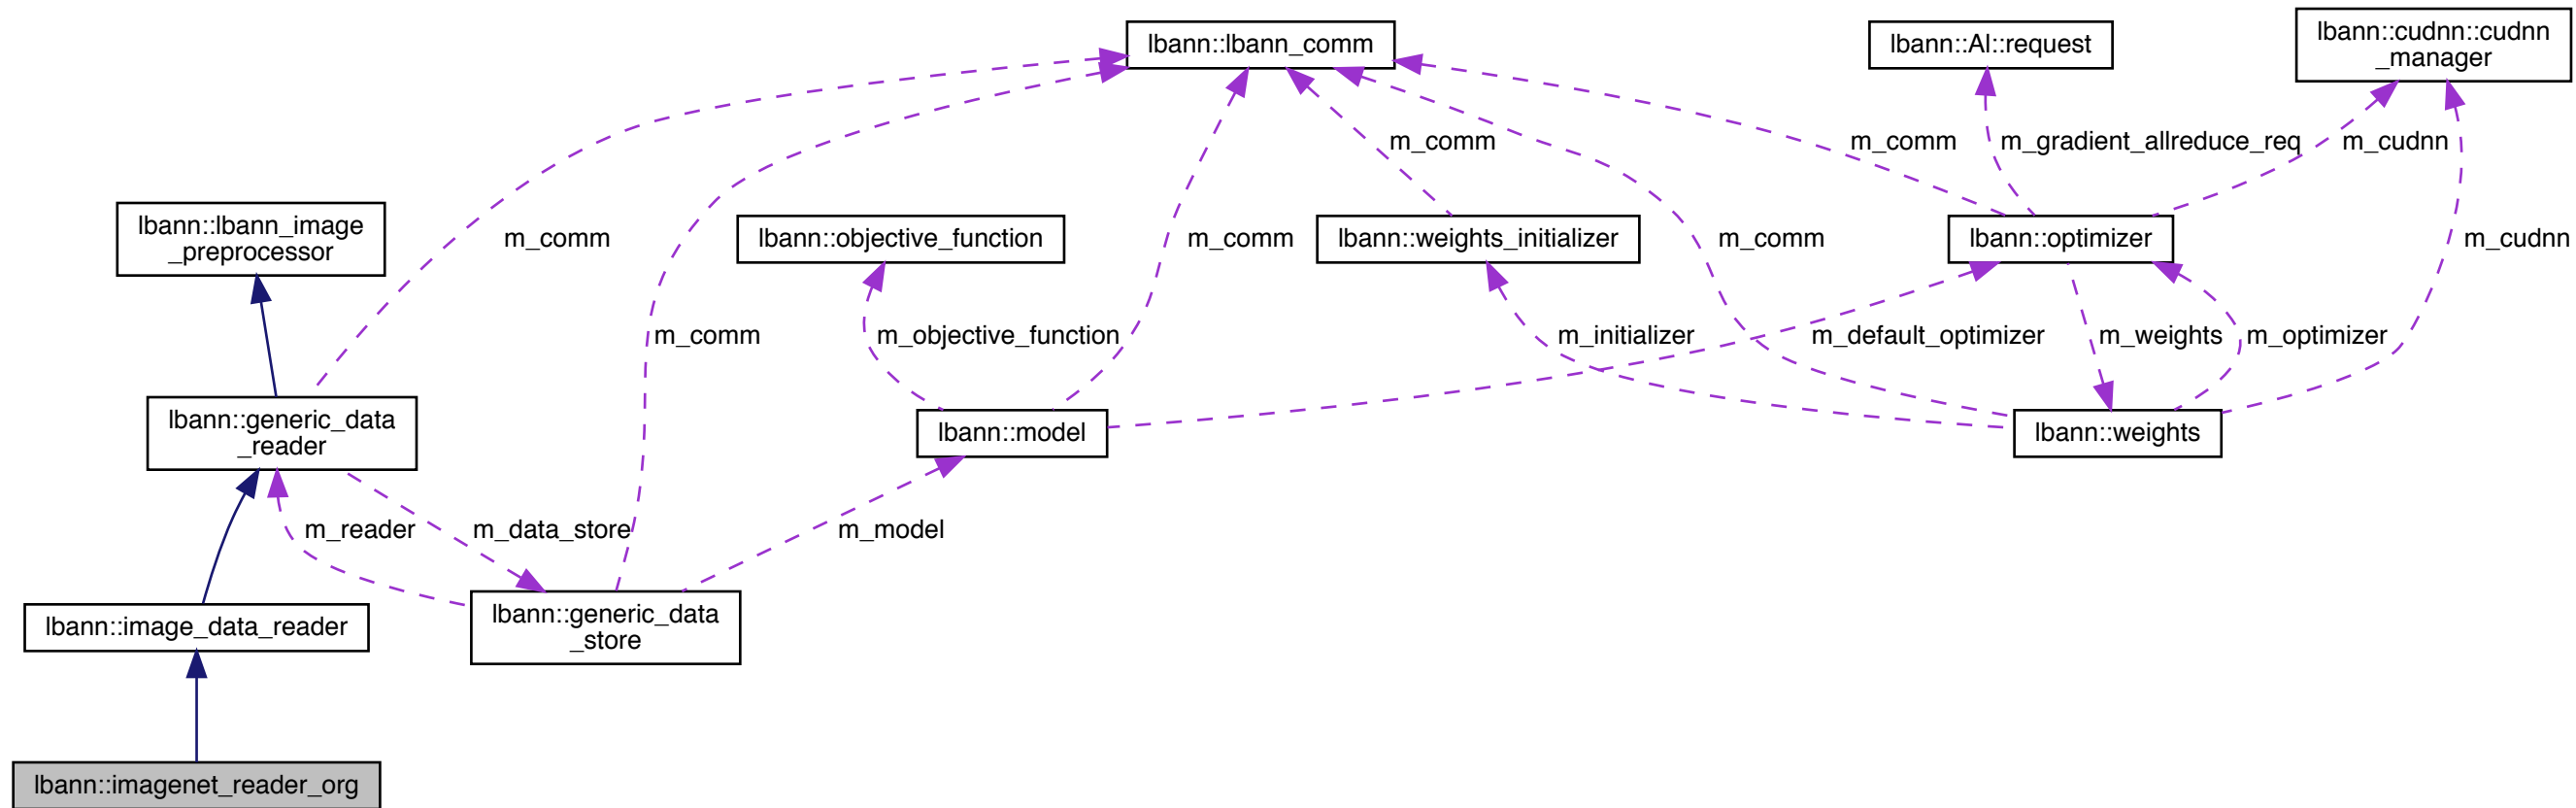 lbann::lbann_comm
lbann::Al::request
lbann::cudnn::cudnn
_manager
m_comm
m_comm
m_gradient_allreduce_req
m_cudnn
lbann::lbann_image
_preprocessor
m_comm
lbann::objective_function
m_comm
lbann::weights_initializer
m_comm
lbann::optimizer
m_cudnn
m_comm
m_objective_function
m_initializer
m_default_optimizer
m_weights
m_optimizer
lbann::generic_data
_reader
lbann::model
lbann::weights
m_reader
m_data_store
m_model
lbann::image_data_reader
lbann::generic_data
_store
lbann::imagenet_reader_org